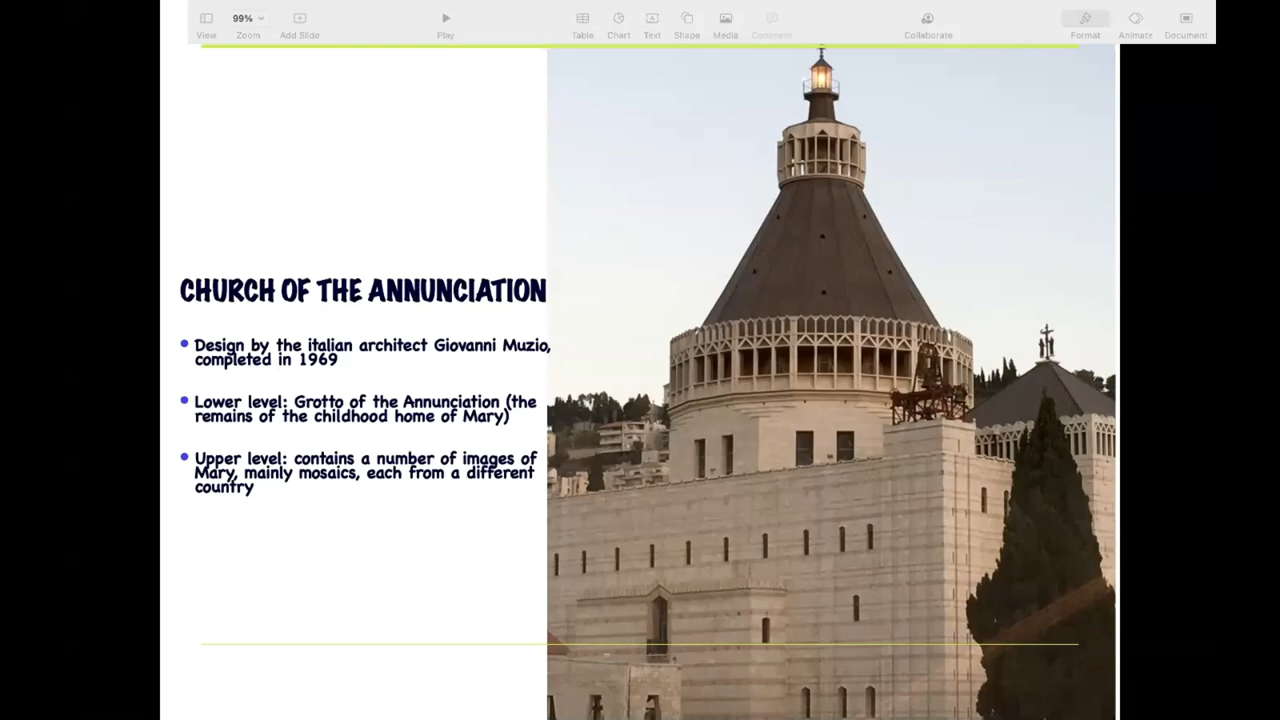 99%
View
Zoom
Add Slide
Play
Table
Chart
Text
Shape
Media
Comment
Collaborate
Format
Animate
Document
CHURCH OF THE ANNUNCIATION
Design by the italian architect Giovanni Muzio,
completed in 1969
Lower level: Grotto of the Annunciation (the
remains of the childhood home of Mary)
Upper level: contains a number of images of
Mary, mainly mosaics, each from a different
country